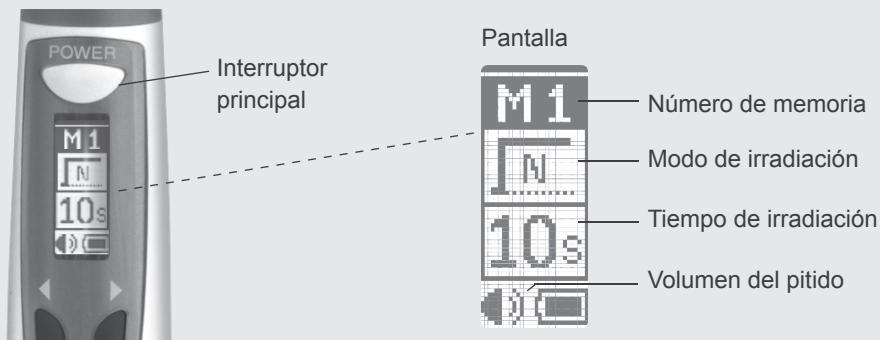 POWER
Interruptor
principal
M 1
N
10s
Pantalla
M 1
Número de memoria
N
Modo de irradiación
10s
Tiempo de irradiación
Volumen del pitido